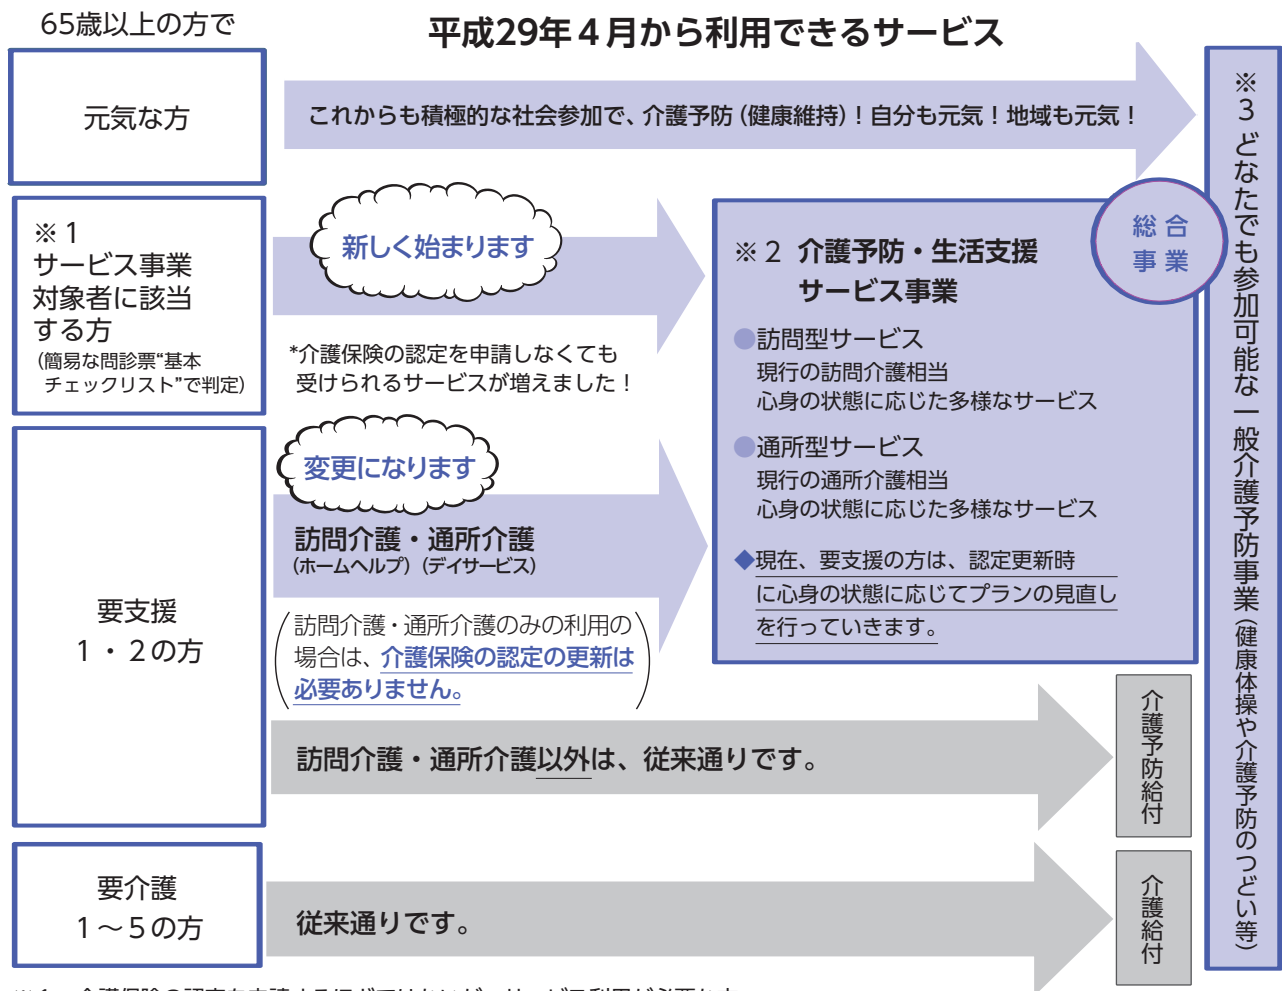 65歳以上の方で
平成29年４月から利用できるサービス
元気な方
これからも積極的な社会参加で、介護予防（健康維持）！自分も元気！地域も元気！
※１
サービス事業
対象者に該当
する方
（簡易な問診票“基本
チェックリスト”で判定）
新しく始まります
*介護保険の認定を申請しなくても
受けられるサービスが増えました！
総合
事業
※２ 介護予防・生活支援
サービス事業
●訪問型サービス
現行の訪問介護相当
心身の状態に応じた多様なサービス
●通所型サービス
現行の通所介護相当
心身の状態に応じた多様なサービス
◆現在、要支援の方は、認定更新時
に心身の状態に応じてプランの見直し
を行っていきます。
要支援
１・２の方
変更になります
訪問介護・通所介護
（ホームヘルプ）（デイサービス）
（訪問介護・通所介護のみの利用の
場合は、介護保険の認定の更新は
必要ありません。）
訪問介護・通所介護以外は、従来通りです。
介護予防給付
要介護
１～５の方
従来通りです。
介護給付
※３ どなたでも参加可能な一般介護予防事業（健康体操や介護予防のつどい等）